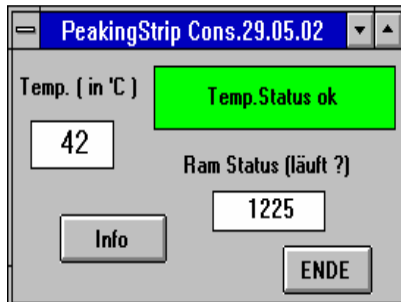 PeakingStrip Cons.29.05.02
Temp. ( in 'C )
Temp.Status ok
42
Ram Status (läuft ?)
1225
Info
ENDE